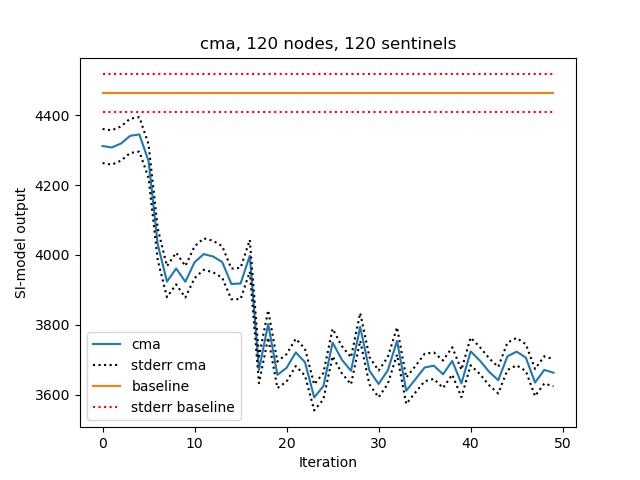 cma, 120 nodes, 120 sentinels
SI-model output
4400
4200
4000
3800
3600
cma
stderr cma
baseline
stderr baseline
0
10
20
30
40
50
Iteration